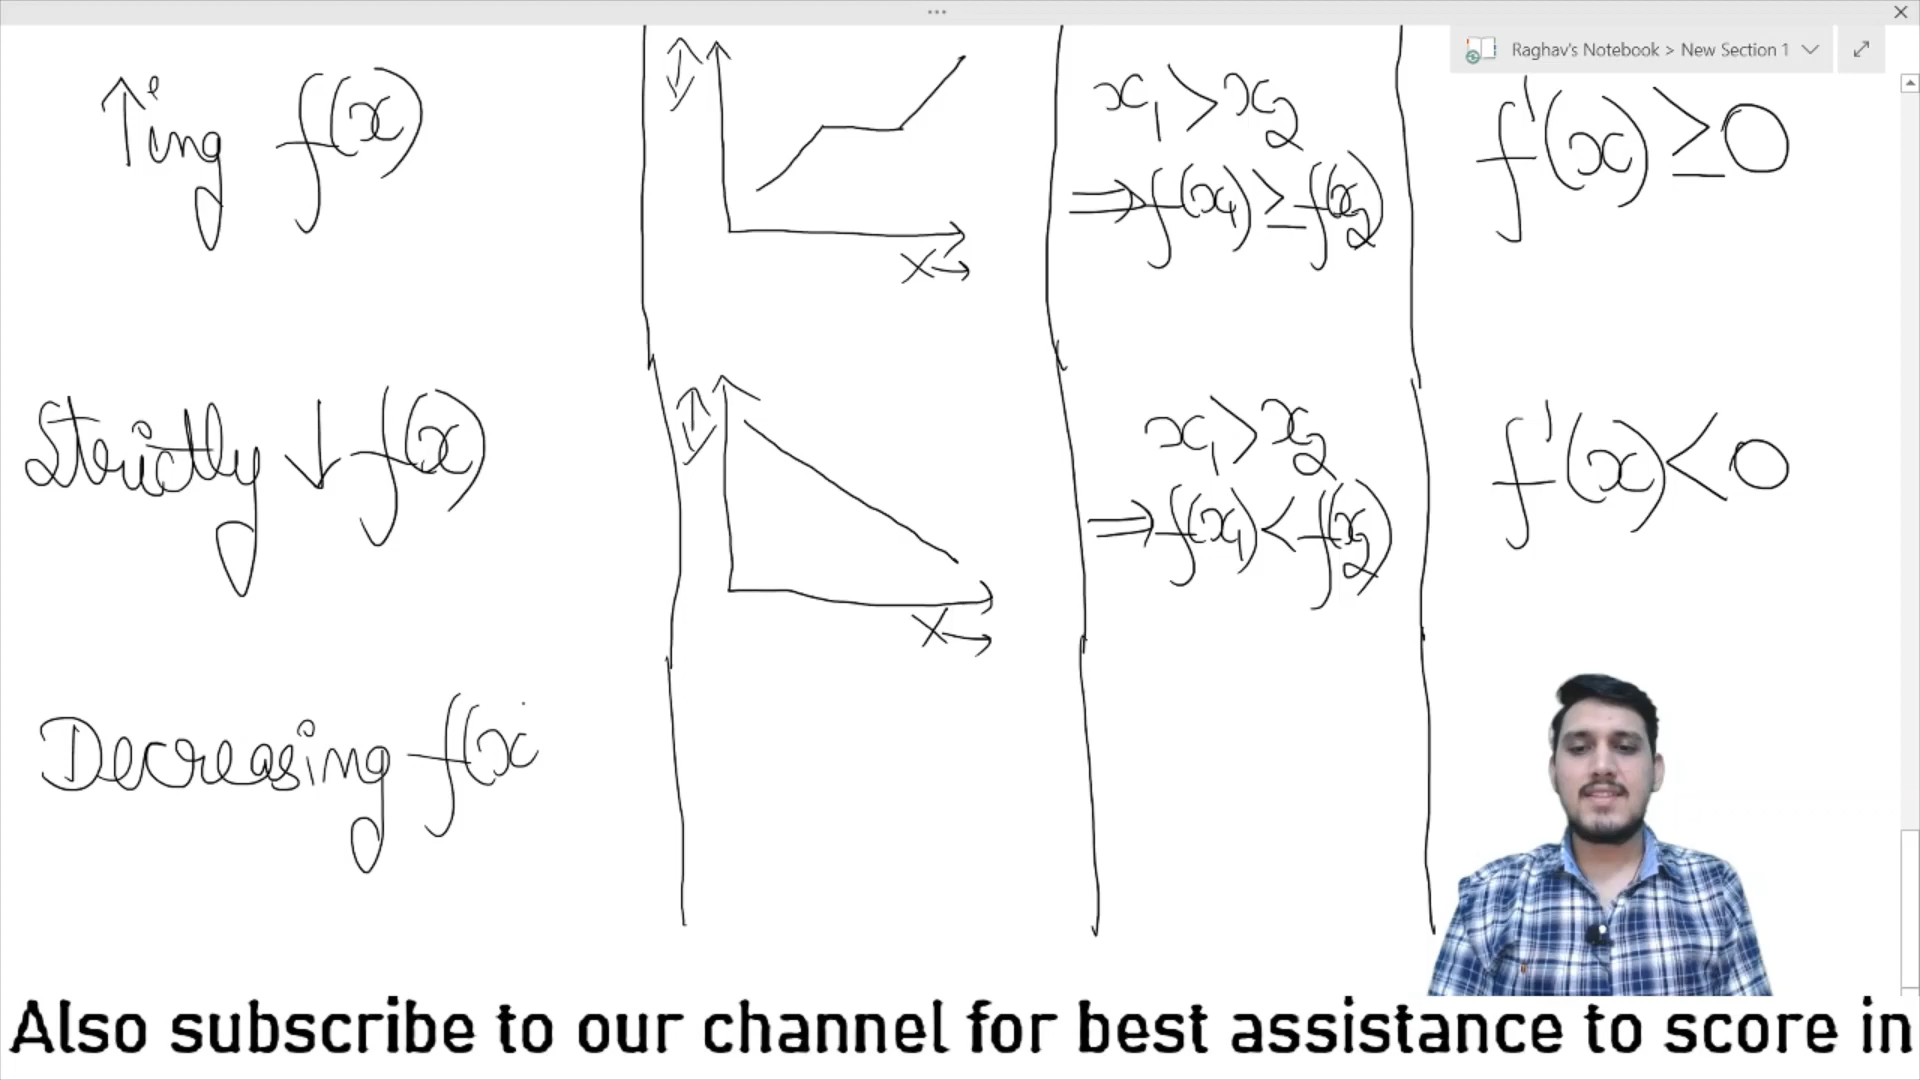 Raghav's Notebook > New Section 1
↑ing f(x)
Y→
X→
x₁ > x₂
⇒ f(x₁) ≥ f(x₂)
f'(x) ≥ 0
Strictly ↓ f(x)
Y→
X→
x₁ > x₂
⇒ f(x₁) < f(x₂)
f'(x) < 0
Decreasing f(x
Also subscribe to our channel for best assistance to score in